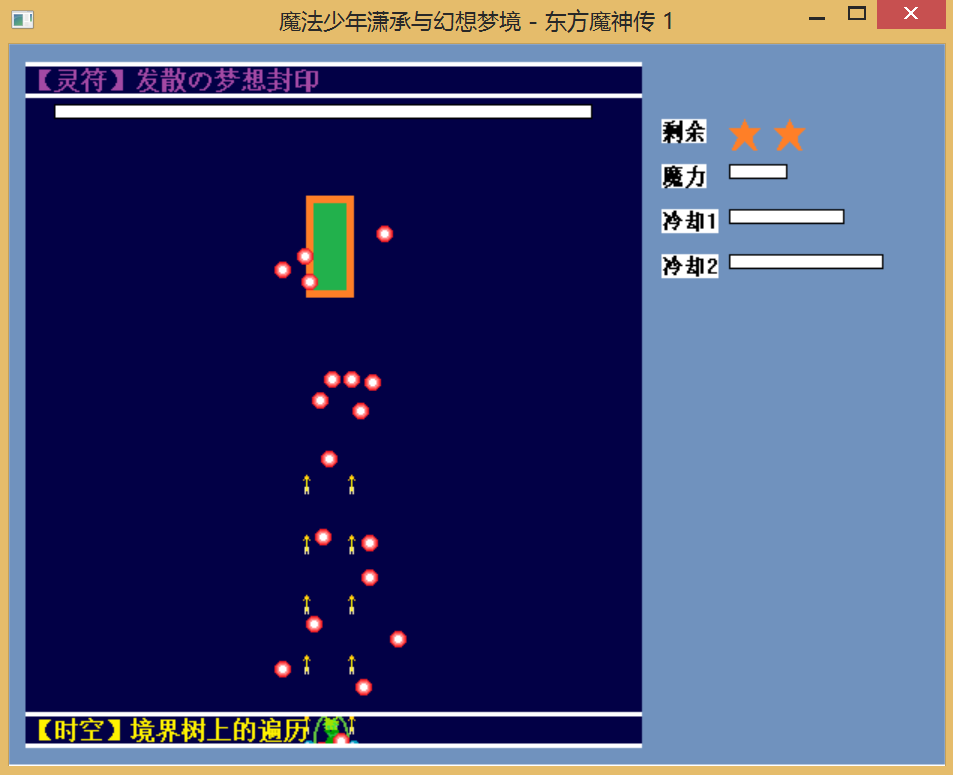 魔法少年潇承与幻想梦境 - 东方魔神传 1
【灵符】发散の梦想封印
剩余
魔力
冷却1
冷却2
【时空】境界树上的遍历